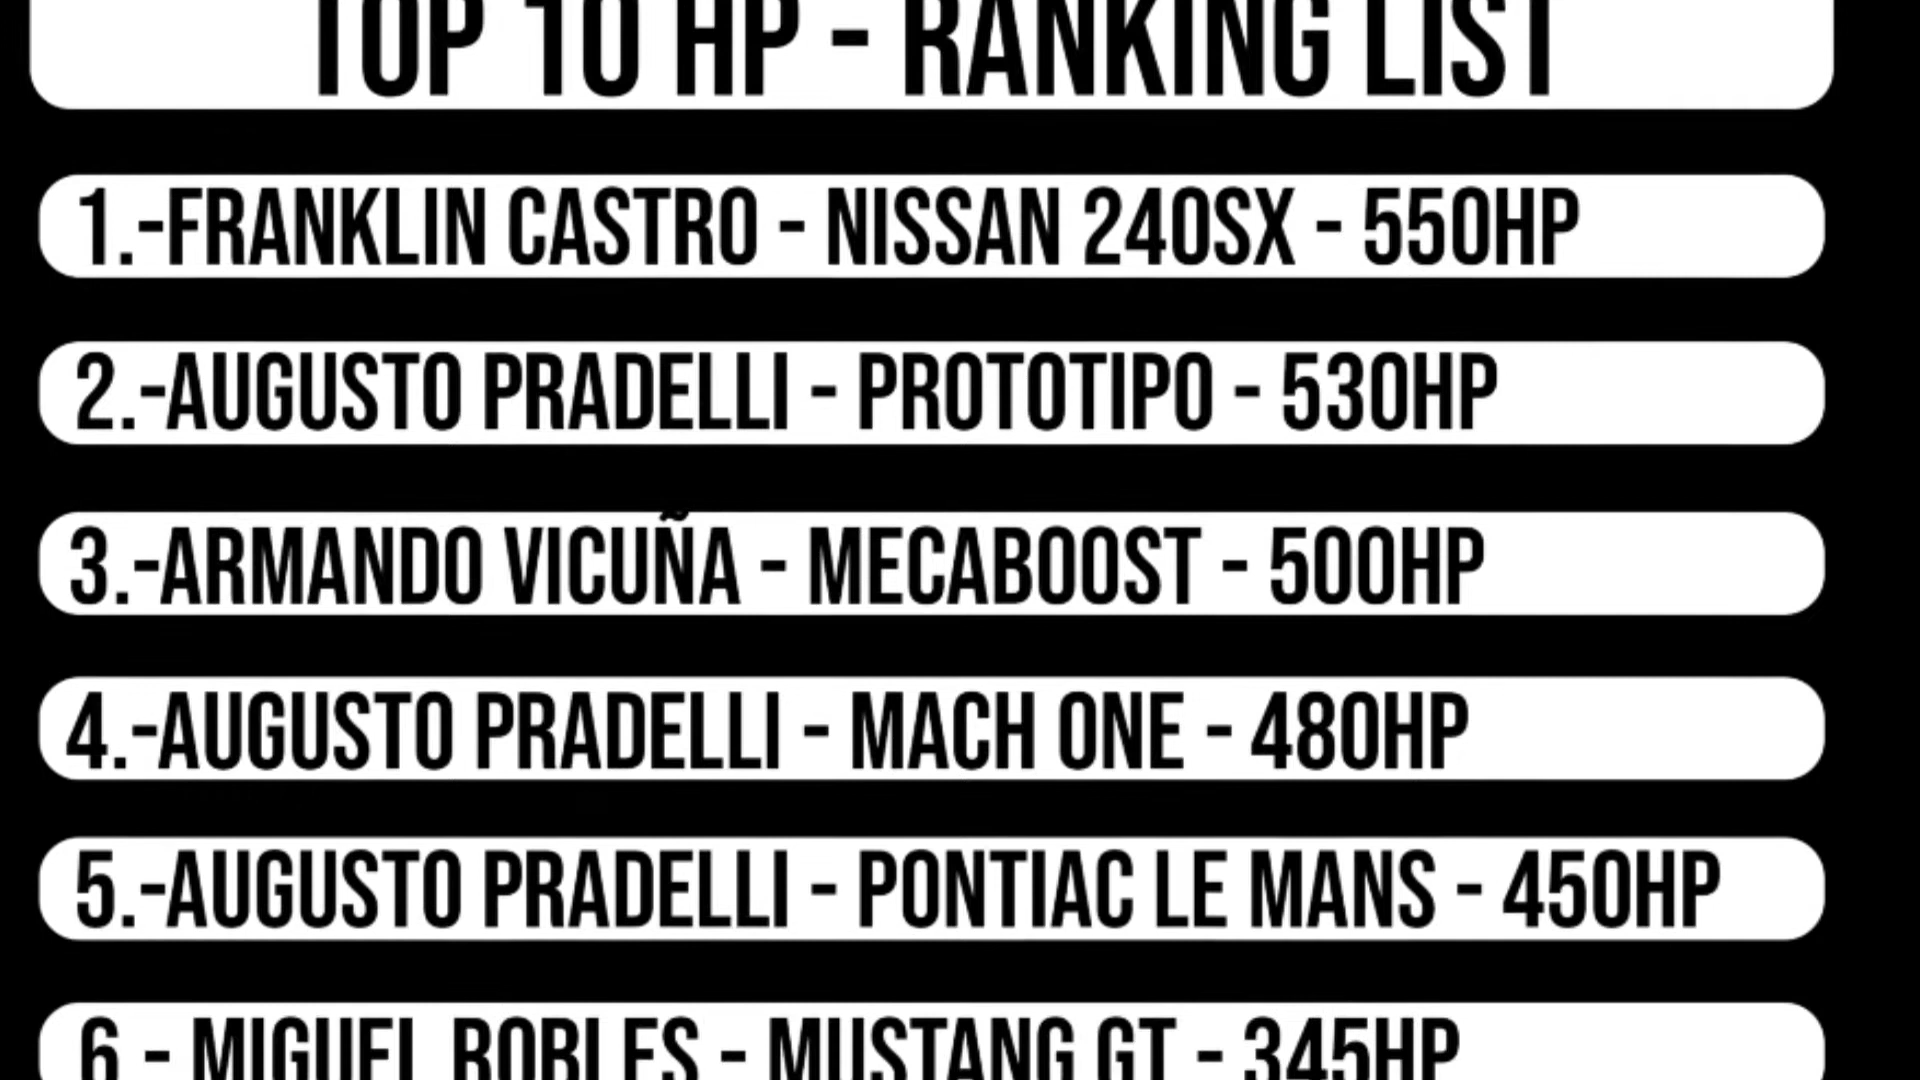 TOP 10 HP - RANKING LIST
1.-FRANKLIN CASTRO - NISSAN 240SX - 550HP
2.-AUGUSTO PRADELLI - PROTOTIPO - 530HP
3.-ARMANDO VICUÑA - MECABOOST - 500HP
4.-AUGUSTO PRADELLI - MACH ONE - 480HP
5.-AUGUSTO PRADELLI - PONTIAC LE MANS - 450HP
6.- MIGUEL ROBLES - MUSTANG GT - 345HP